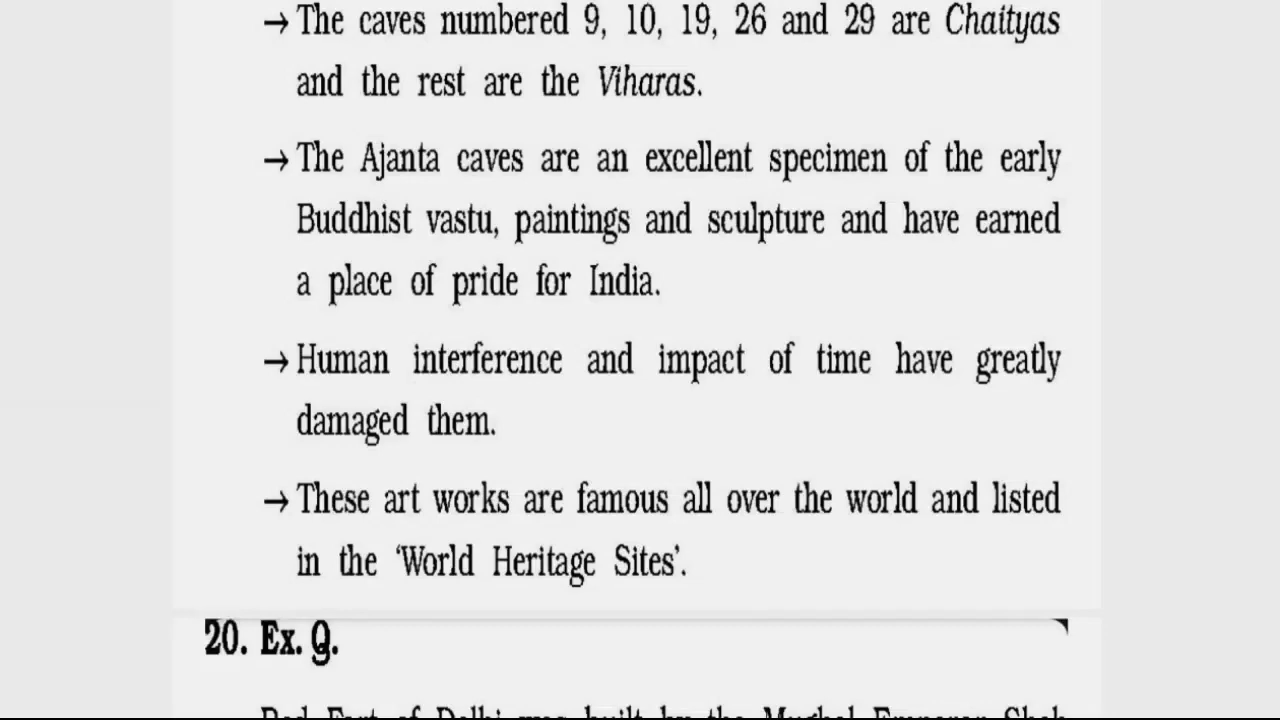 → The caves numbered 9, 10, 19, 26 and 29 are Chaityas
and the rest are the Viharas.
→ The Ajanta caves are an excellent specimen of the early
Buddhist vastu, paintings and sculpture and have earned
a place of pride for India.
→ Human interference and impact of time have greatly
damaged them.
→ These art works are famous all over the world and listed
in the ‘World Heritage Sites’.
20. Ex. Q.
Red Fort of Delhi was built by the Mughal Emperor Shah